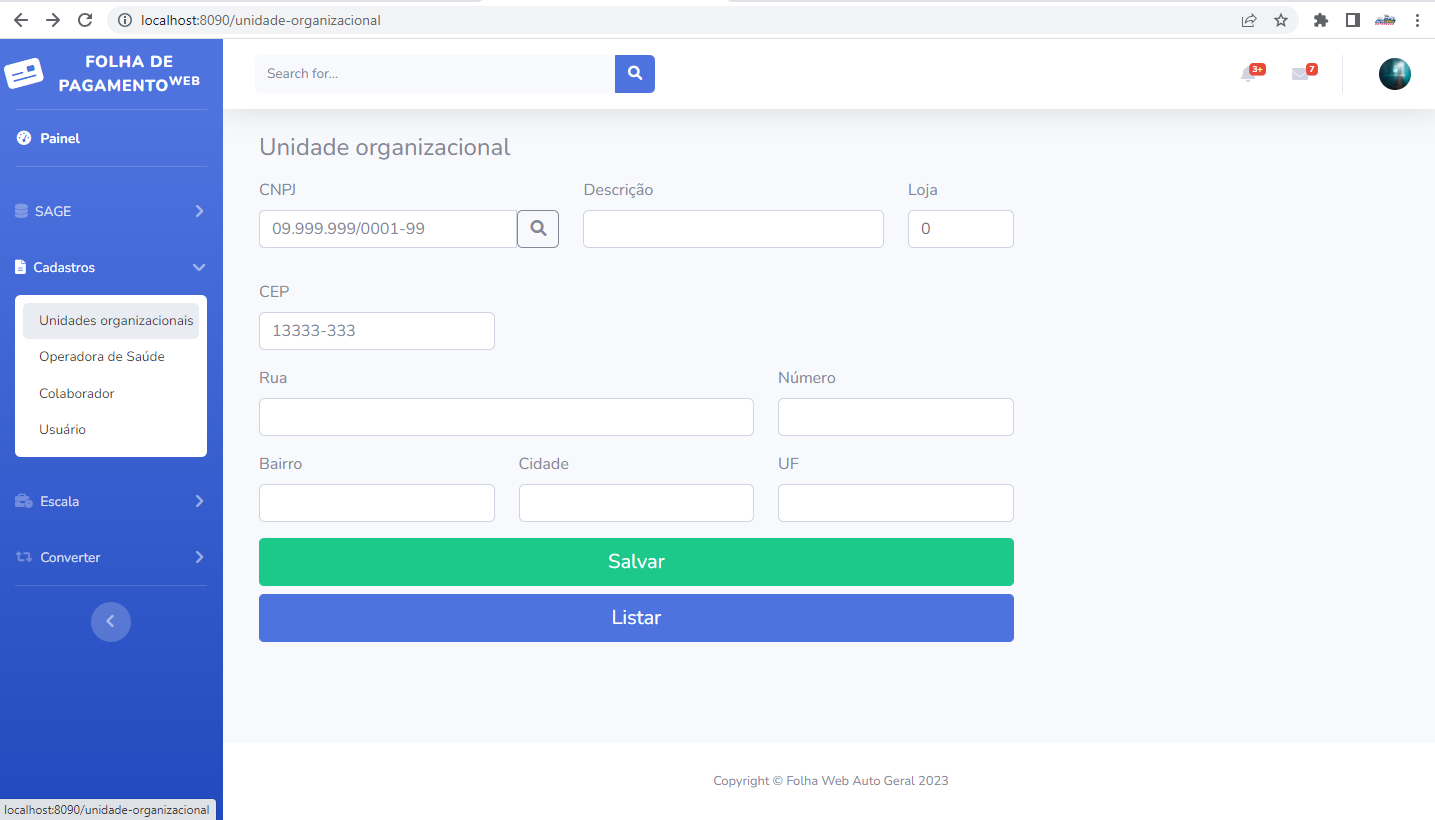 localhost:8090/unidade-organizacional
FOLHA DE
PAGAMENTOWEB
Search for...
3+
7
Painel
SAGE
Cadastros
Unidades organizacionais
Operadora de Saúde
Colaborador
Usuário
Escala
Converter
Unidade organizacional
CNPJ
Descrição
Loja
09.999.999/0001-99
0
CEP
13333-333
Rua
Número
Bairro
Cidade
UF
Salvar
Listar
Copyright © Folha Web Auto Geral 2023
localhost:8090/unidade-organizacional